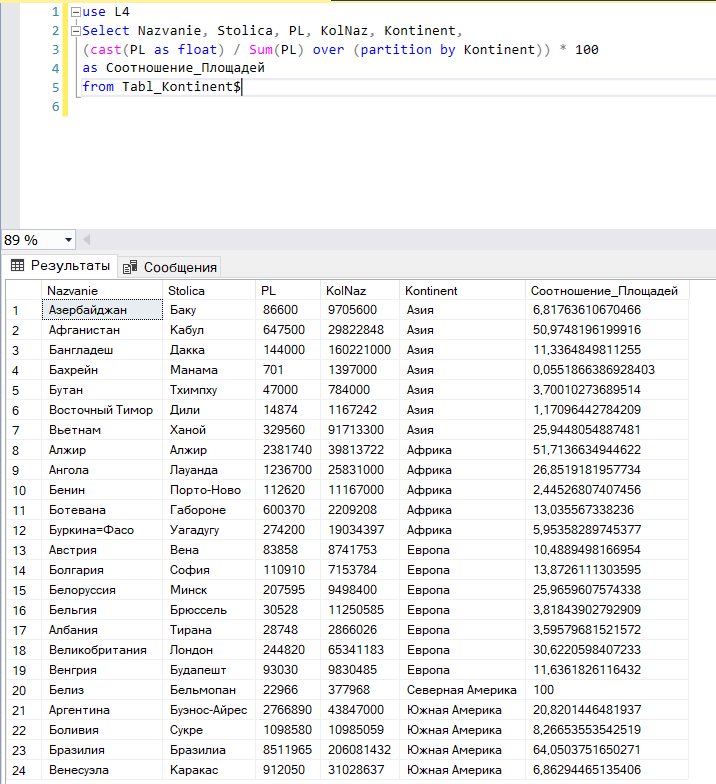 1 use L4
2 Select Nazvanie, Stolica, PL, KolNaz, Kontinent,
3 (cast(PL as float) / Sum(PL) over (partition by Kontinent)) * 100
4 as Соотношение_Площадей
5 from Tabl_Kontinent$
6
89 %
Результаты Сообщения
Nazvanie Stolica PL KolNaz Kontinent Соотношение_Площадей
1 Азербайджан Баку 86600 9705600 Азия 6,81763610670466
2 Афганистан Кабул 647500 29822848 Азия 50,9748196199916
3 Бангладеш Дакка 144000 160221000 Азия 11,3364849811255
4 Бахрейн Манама 701 1397000 Азия 0,0551866386928403
5 Бутан Тхимпху 47000 784000 Азия 3,70010273689514
6 Восточный Тимор Дили 14874 1167242 Азия 1,17096442784209
7 Вьетнам Ханой 329560 91713300 Азия 25,9448054887481
8 Алжир Алжир 2381740 39813722 Африка 51,7136634944622
9 Ангола Лауанда 1236700 25831000 Африка 26,8519181957734
10 Бенин Порто-Ново 112620 11167000 Африка 2,44526807407456
11 Ботевана Габороне 600370 2209208 Африка 13,035567338236
12 Буркина=Фасо Уагадугу 274200 19034397 Африка 5,95358289745377
13 Австрия Вена 83858 8741753 Европа 10,4889498166954
14 Болгария София 110910 7153784 Европа 13,8726111303595
15 Белоруссия Минск 207595 9498400 Европа 25,9659607574338
16 Бельгия Брюссель 30528 11250585 Европа 3,81843902792909
17 Албания Тирана 28748 2866026 Европа 3,59579681521572
18 Великобритания Лондон 244820 65341183 Европа 30,6220598407233
19 Венгрия Будапешт 93030 9830485 Европа 11,6361826116432
20 Белиз Бельмопан 22966 377968 Северная Америка 100
21 Аргентина Буэнос-Айрес 2766890 43847000 Южная Америка 20,8201446481937
22 Боливия Сукре 1098580 10985059 Южная Америка 8,26653553542519
23 Бразилия Бразилиа 8511965 206081432 Южная Америка 64,0503751650271
24 Венесуэла Каракас 912050 31028637 Южная Америка 6,86294465135406